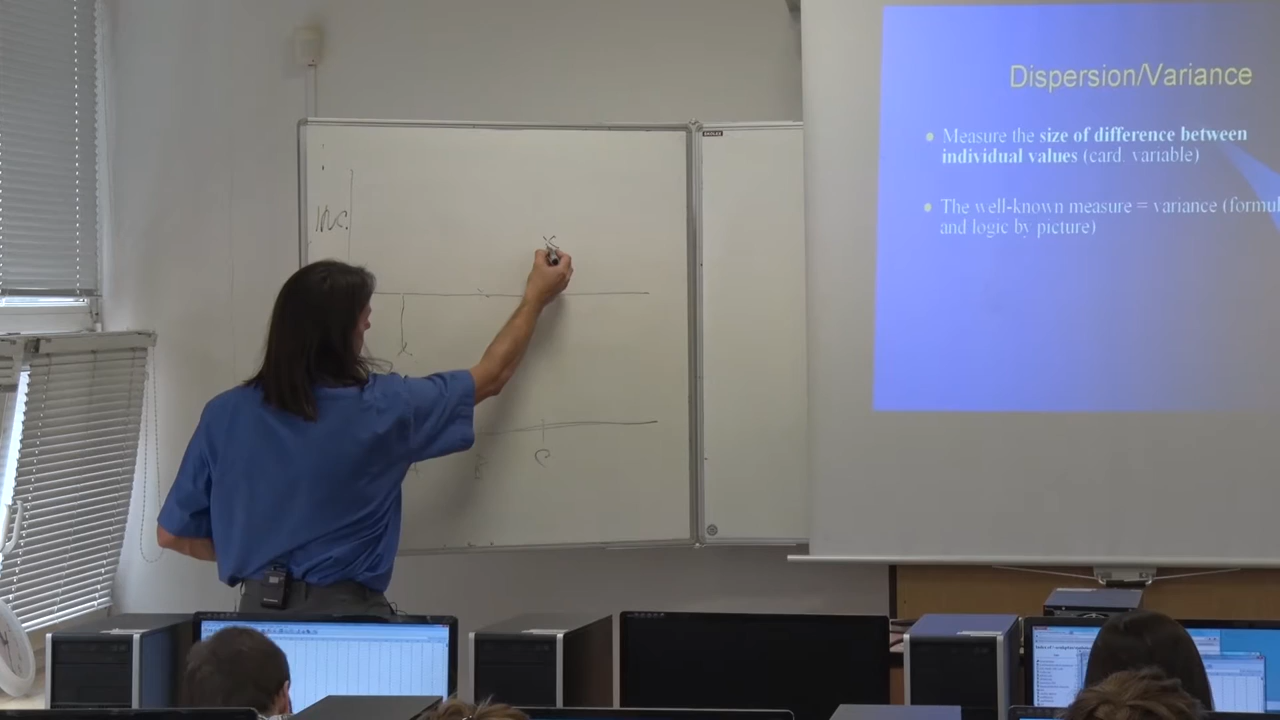 Dispersion/Variance
Measure the size of difference between
individual values (card. variable)
The well-known measure = variance (formul
and logic by picture)
INC.